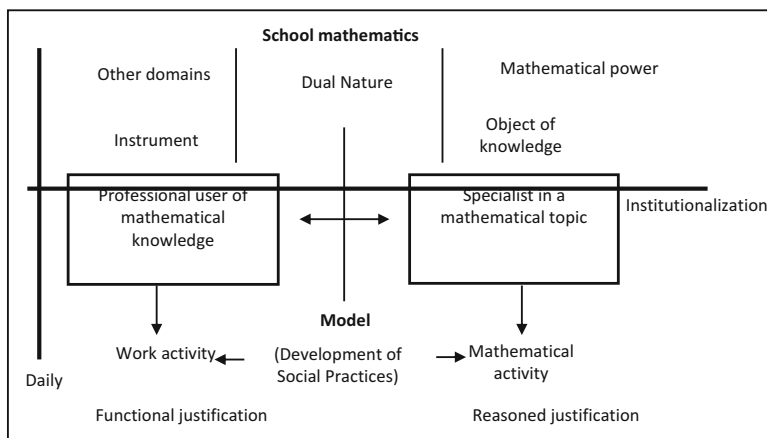 School mathematics
Other domains
Dual Nature
Mathematical power
Instrument
Object of
knowledge
Professional user of
mathematical
knowledge
Specialist in a
mathematical topic
Institutionalization
Model
Work activity
(Development of
Social Practices)
Mathematical
activity
Daily
Functional justification
Reasoned justification